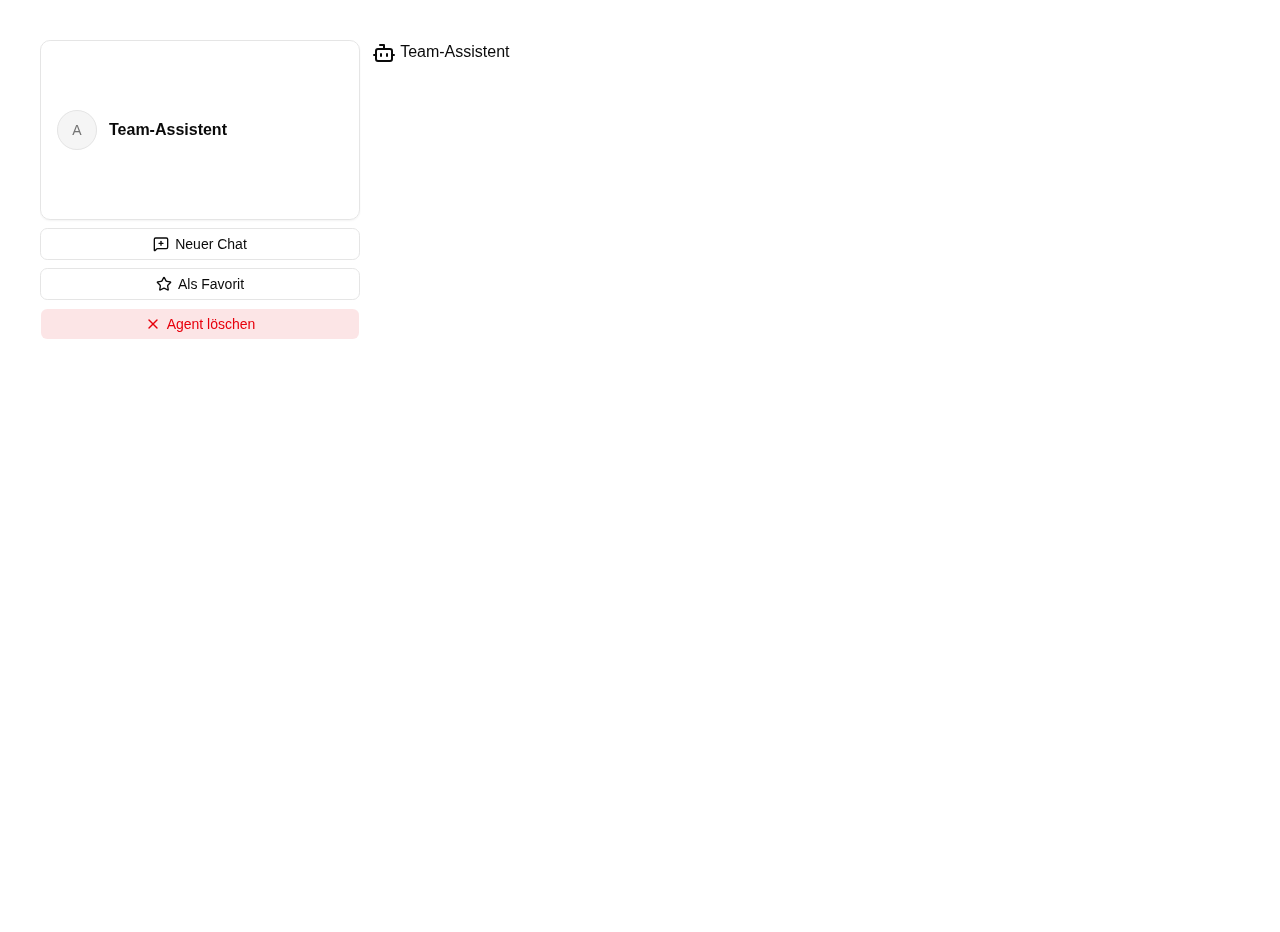 A
Team-Assistent
Neuer Chat
Als Favorit
Agent löschen
Team-Assistent